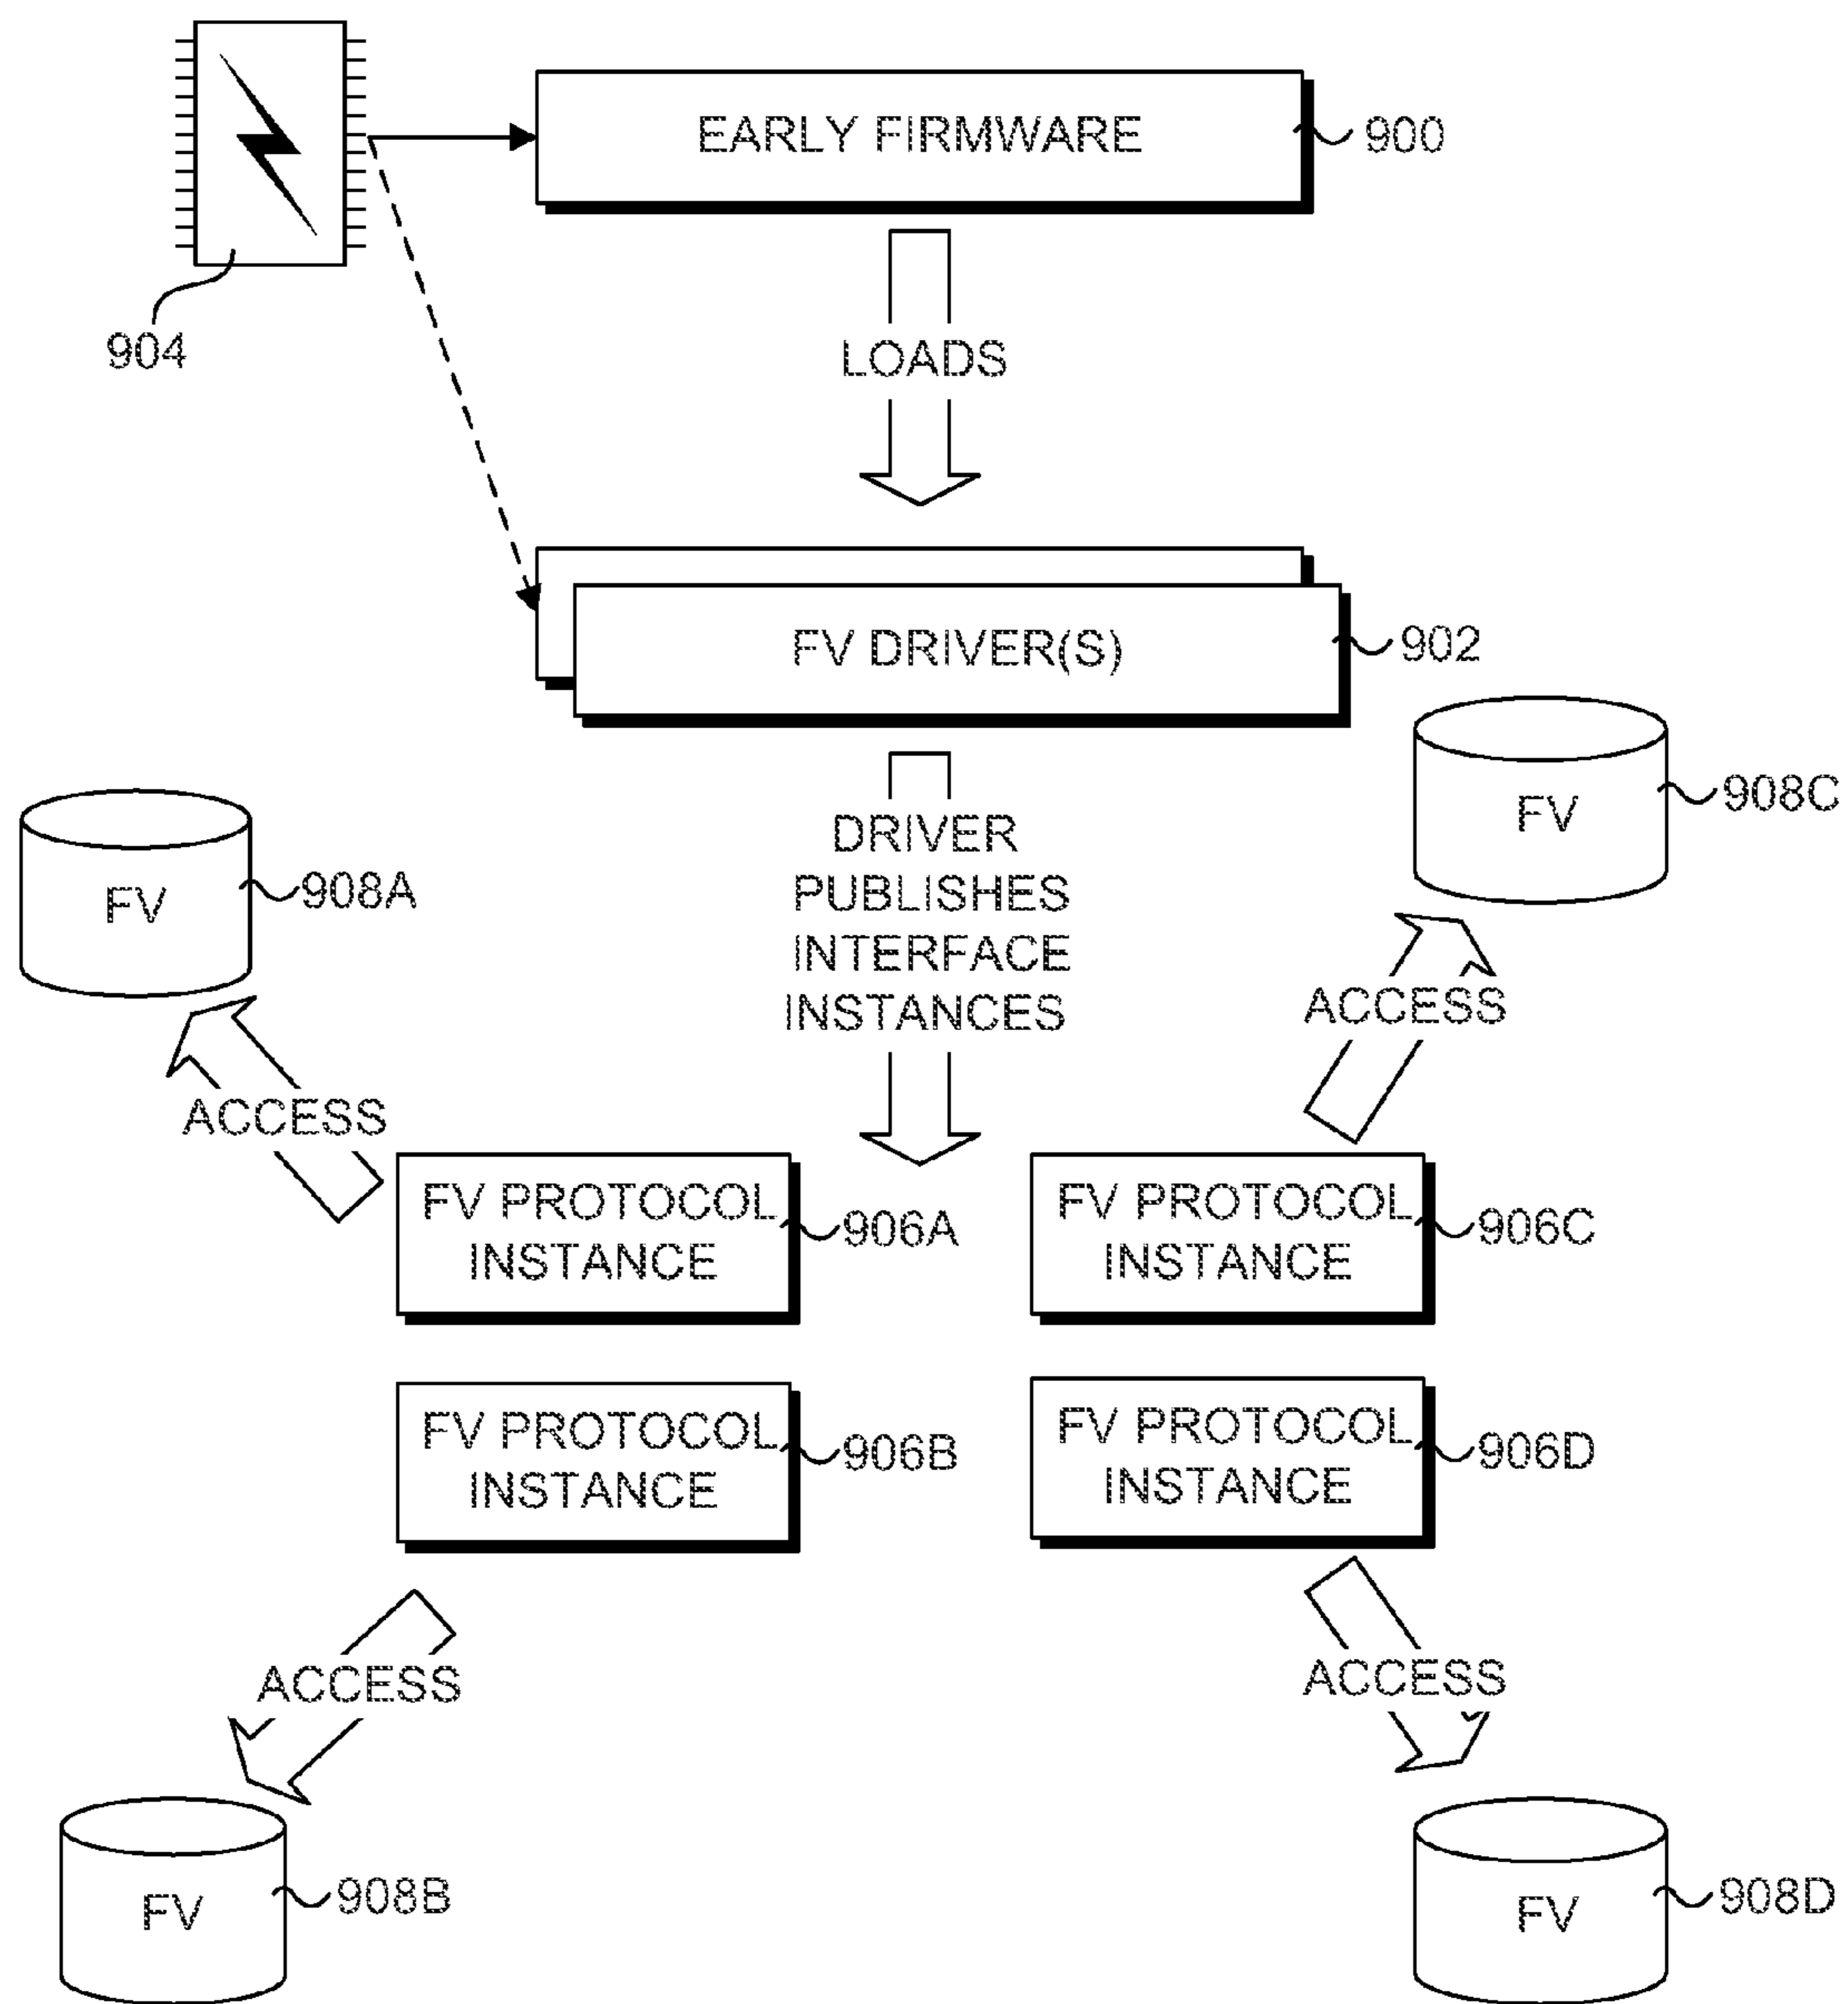 EARLY FIRMWARE
900
904
LOADS
FV DRIVER(S)
902
FV
908C
FV
908A
DRIVER
PUBLISHES
INTERFACE
INSTANCES
ACCESS
ACCESS
FV PROTOCOL
INSTANCE
906A
FV PROTOCOL
INSTANCE
906C
FV PROTOCOL
INSTANCE
906B
FV PROTOCOL
INSTANCE
906D
ACCESS
ACCESS
FV
908B
FV
908D